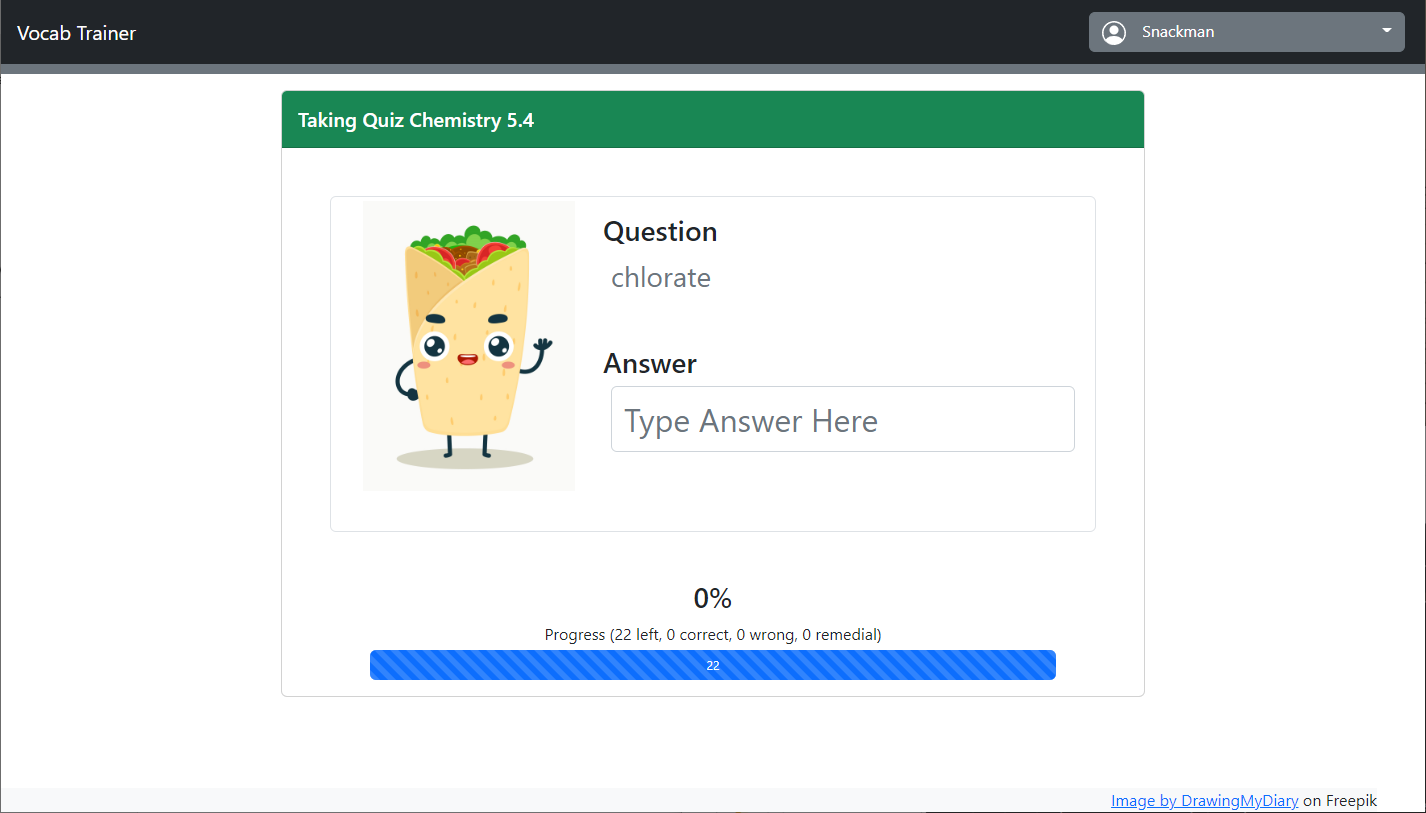 Vocab Trainer
Snackman
Taking Quiz Chemistry 5.4
Question
chlorate
Answer
Type Answer Here
0%
Progress (22 left, 0 correct, 0 wrong, 0 remedial)
22
Image by DrawingMyDiary on Freepik